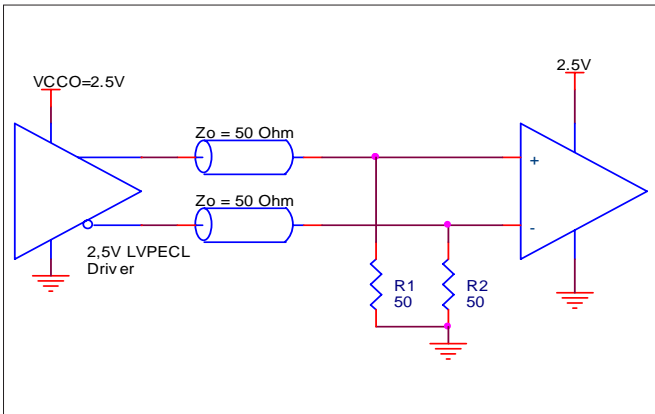 VCCO=2.5V
2.5V
Zo = 50 Ohm
+
Zo = 50 Ohm
-
2,5V LVPECL
Driver
R1
50
R2
50